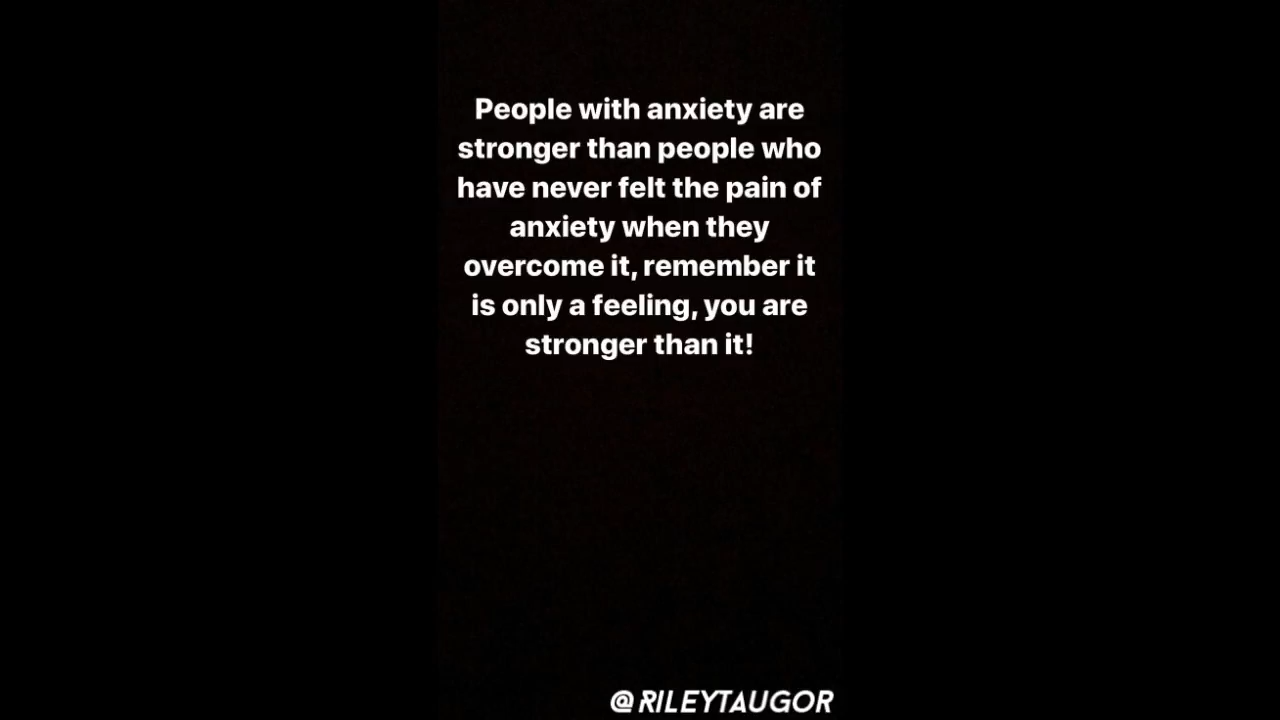 People with anxiety are
stronger than people who
have never felt the pain of
anxiety when they
overcome it, remember it
is only a feeling, you are
stronger than it!
@RILEYTAUGOR